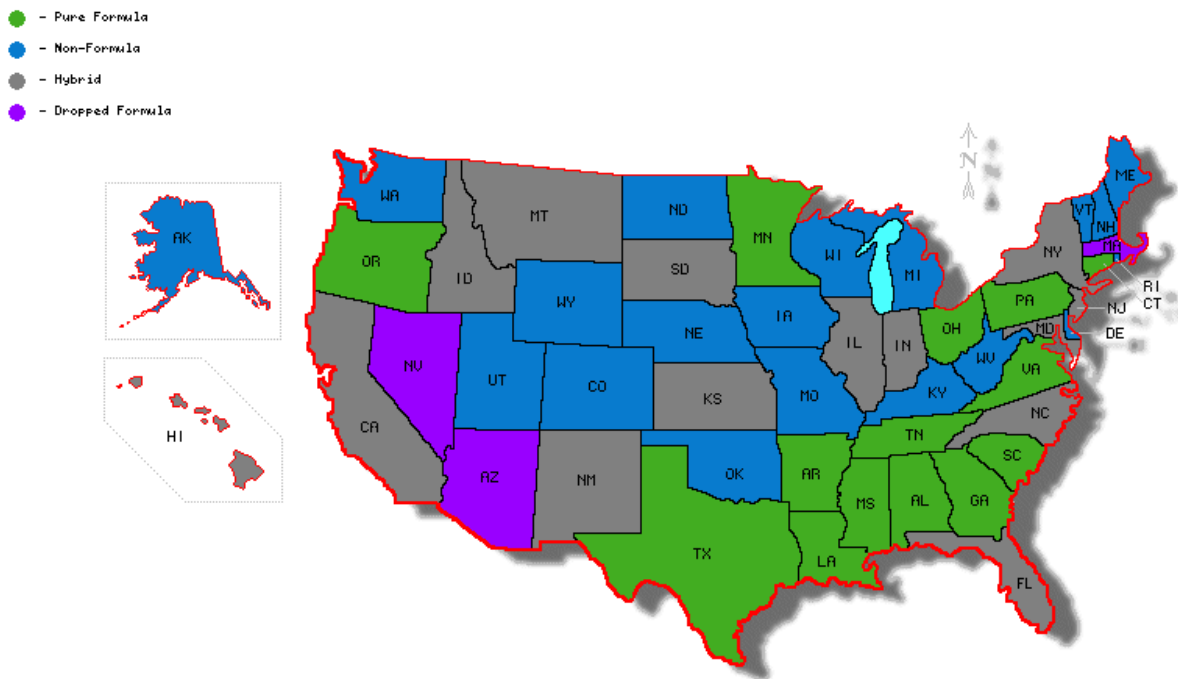 - Pure Formula
- Non-Formula
- Hybrid
- Dropped Formula
N
AK
HI
WA
OR
CA
ID
NV
MT
WY
UT
AZ
CO
NM
ND
SD
NE
KS
OK
TX
MN
IA
MO
AR
LA
WI
IL
MI
IN
OH
KY
TN
MS
AL
GA
FL
SC
NC
VA
WV
PA
MD
NY
VT
NH
ME
MA
RI
CT
NJ
DE